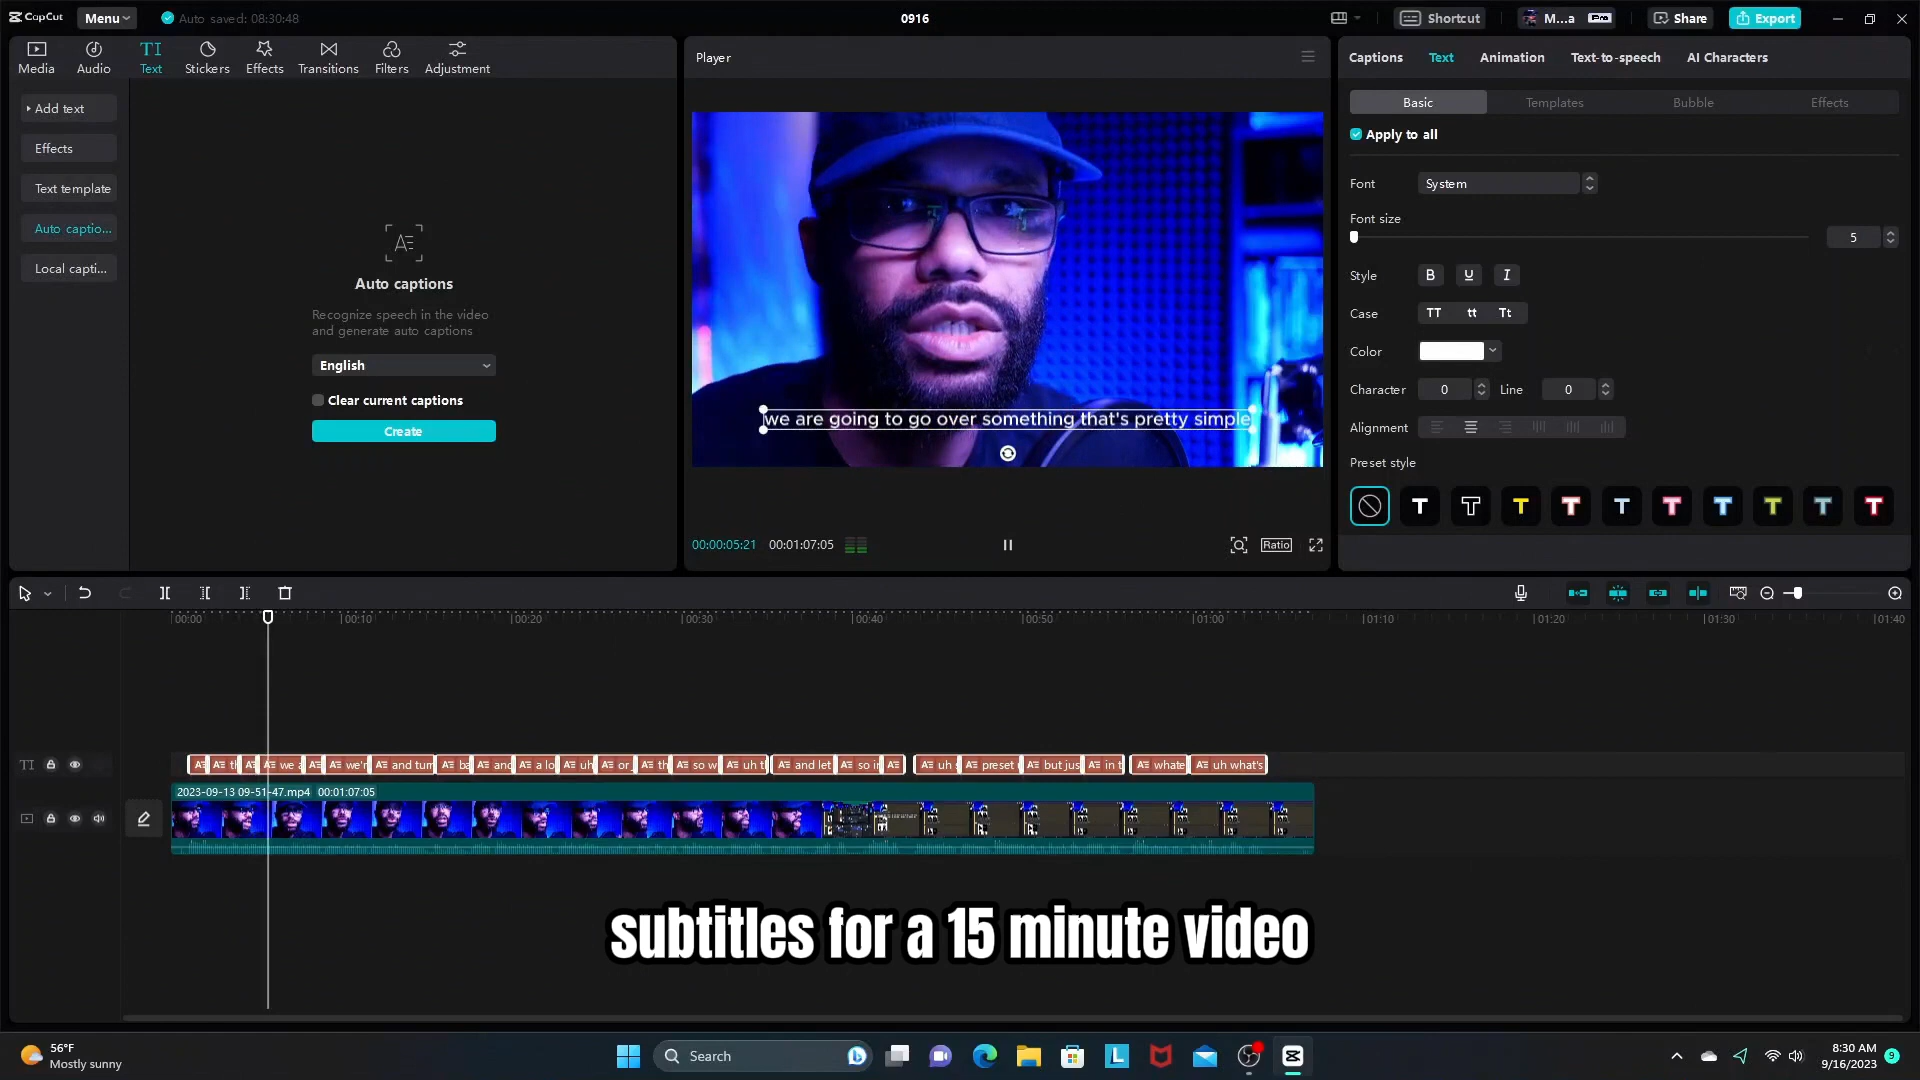 CapCut
Menu
Auto saved: 08:30:48
0916
Shortcut
M...a
Pro
Share
Export
Media
Audio
TI
Text
Stickers
Effects
Transitions
Filters
Adjustment
Add text
Effects
Text template
Auto captio...
Local capti...
Auto captions
Recognize speech in the video
and generate auto captions
English
Clear current captions
Create
Player
we are going to go over something that's pretty simple
00:00:05:21
00:01:07:05
Ratio
Captions
Text
Animation
Text-to-speech
AI Characters
Basic
Templates
Bubble
Effects
Apply to all
Font
System
Font size
5
Style
B
U
I
Case
TT
tt
Tt
Color
Character
0
Line
0
Alignment
Preset style
T T T T T T T T T T
00:00
00:10
00:20
00:30
00:40
00:50
01:00
01:10
01:20
01:30
01:40
TI
we a
we'r
and turn
ba
and
a lo
uh
or
th
so w
uh th
and let
so in
uh
preset
but jus
in t
whate
uh what's
2023-09-13 09-51-47.mp4 00:01:07:05
subtitles for a 15 minute video
56°F
Mostly sunny
Search
8:30 AM
9/16/2023
9